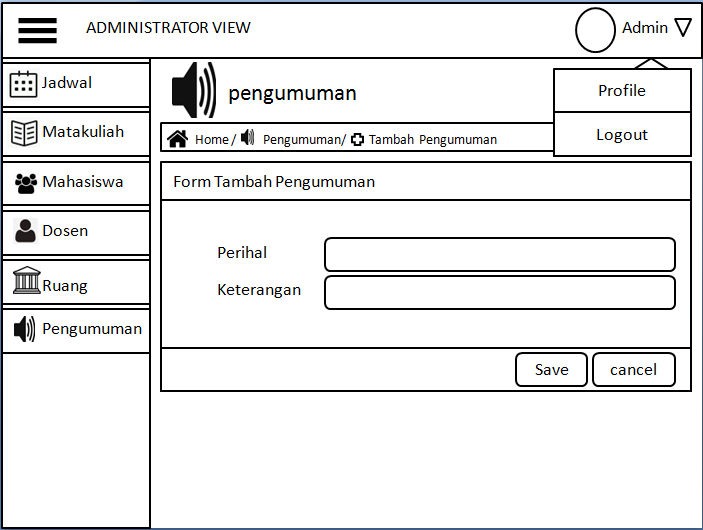 ADMINISTRATOR VIEW
Admin
Profile
Logout
Jadwal
Matakuliah
Mahasiswa
Dosen
Ruang
Pengumuman
pengumuman
Home / Pengumuman/ Tambah Pengumuman
Form Tambah Pengumuman
Perihal
Keterangan
Save
cancel